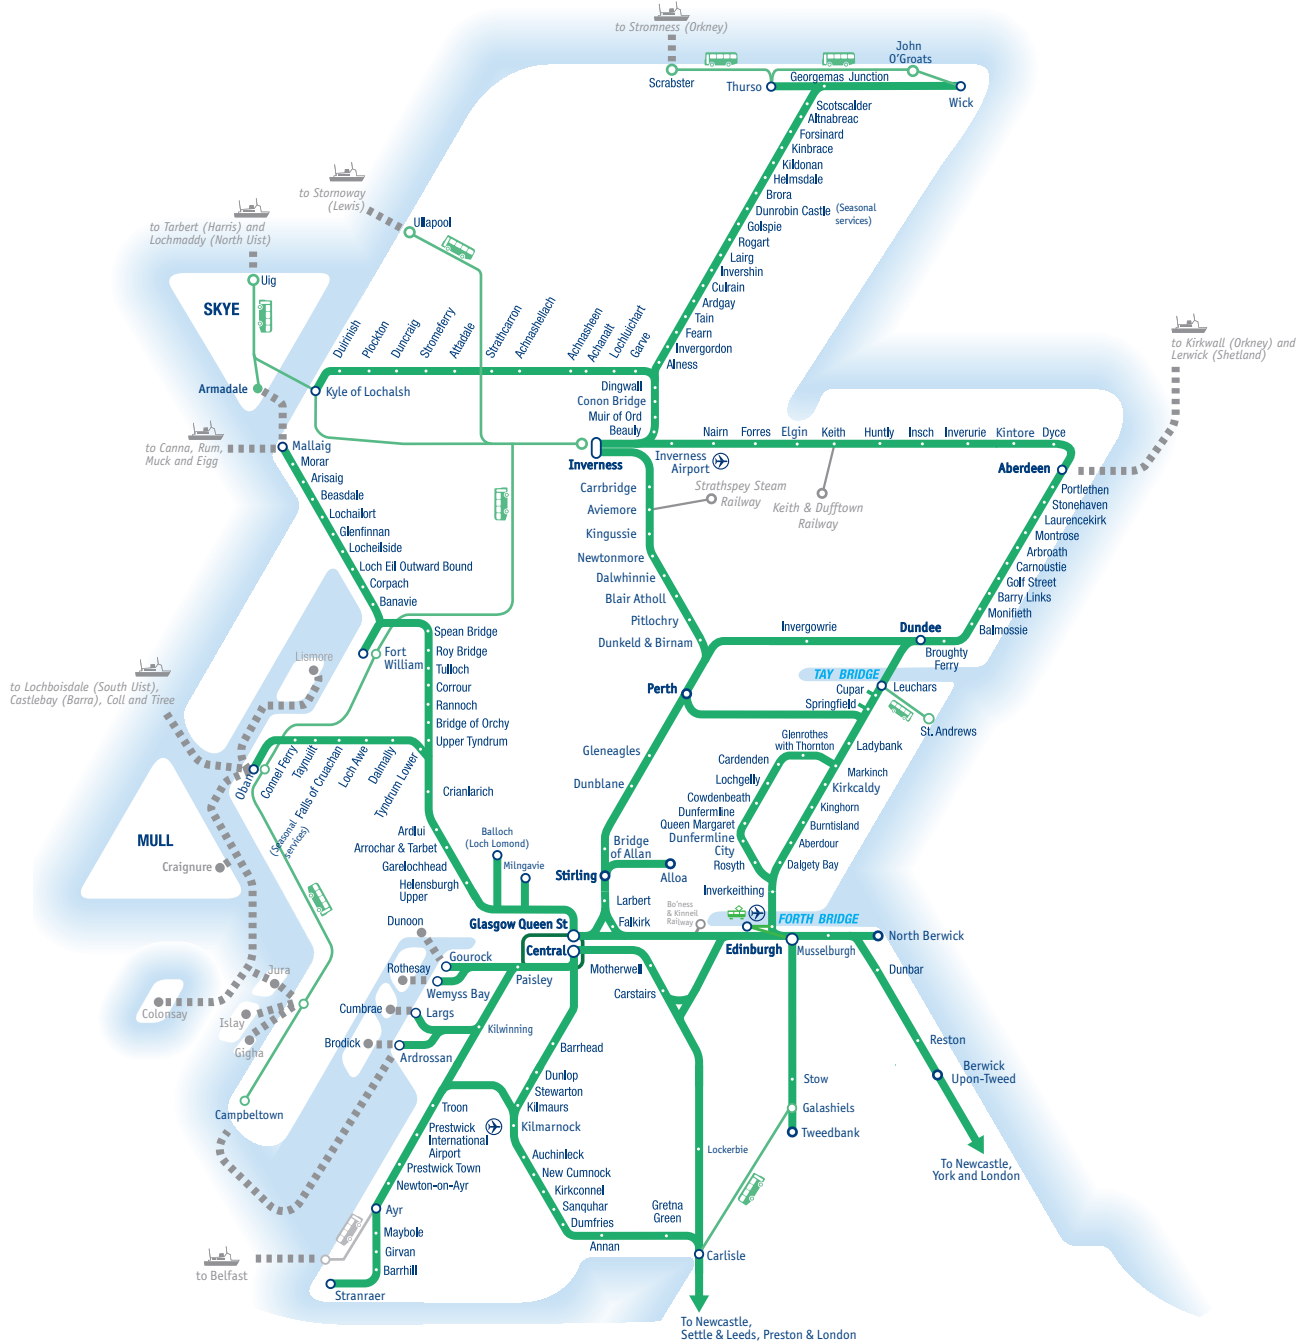 to Stromness (Orkney)
John
O'Groats
Scrabster
Thurso
Georgemas Junction
Wick
Scotscalder
Altnabreac
Forsinard
Kinbrace
Kildonan
Helmsdale
Brora
Dunrobin Castle (Seasonal
services)
Golspie
Rogart
Lairg
Invershin
Culrain
Ardgay
Tain
Fearn
Invergordon
Alness
to Stornoway
(Lewis)
Ullapool
to Tarbert (Harris) and
Lochmaddy (North Uist)
Uig
SKYE
Armadale
Duirinish
Plockton
Duncraig
Stromeferry
Attadale
Strathcarron
Achnashellach
Achnasheen
Achanalt
Lochluichart
Garve
Kyle of Lochalsh
Dingwall
Conon Bridge
Muir of Ord
Beauly
to Kirkwall (Orkney) and
Lerwick (Shetland)
to Canna, Rum,
Muck and Eigg
Mallaig
Morar
Arisaig
Beasdale
Lochailort
Glenfinnan
Locheilside
Loch Eil Outward Bound
Corpach
Banavie
Inverness
Inverness
Airport
Nairn
Forres
Elgin
Keith
Huntly
Insch
Inverurie
Kintore
Dyce
Aberdeen
Strathspey Steam
Railway
Keith & Dufftown
Railway
Carrbridge
Aviemore
Kingussie
Newtonmore
Dalwhinnie
Blair Atholl
Pitlochry
Dunkeld & Birnam
Portlethen
Stonehaven
Laurencekirk
Montrose
Arbroath
Carnoustie
Golf Street
Barry Links
Monifieth
Balmossie
Invergowrie
Dundee
Broughty
Ferry
TAY BRIDGE
Fort
William
Spean Bridge
Roy Bridge
Tulloch
Corrour
Rannoch
Bridge of Orchy
Upper Tyndrum
Lismore
to Lochboisdale (South Uist),
Castlebay (Barra), Coll and Tiree
Oban
Connel Ferry
Taynuilt
(Seasonal
services)
Falls of Cruachan
Loch Awe
Dalmally
Tyndrum Lower
Crianlarich
MULL
Craignure
Perth
Gleneagles
Dunblane
Cupar
Springfield
Leuchars
St. Andrews
Ladybank
Glenrothes
with Thornton
Cardenden
Lochgelly
Cowdenbeath
Dunfermline
Queen Margaret
Dunfermline
City
Rosyth
Markinch
Kirkcaldy
Kinghorn
Burntisland
Aberdour
Dalgety Bay
Inverkeithing
Ardlui
Arrochar & Tarbet
Garelochhead
Helensburgh
Upper
Balloch
(Loch Lomond)
Milngavie
Bridge
of Allan
Stirling
Alloa
Larbert
Falkirk
Bo'ness
& Kinneil
Railway
FORTH BRIDGE
Glasgow Queen St
Central
Edinburgh
Musselburgh
North Berwick
Dunbar
Reston
Berwick
Upon-Tweed
To Newcastle,
York and London
Dunoon
Gourock
Rothesay
Wemyss Bay
Paisley
Motherwell
Carstairs
Cumbrae
Largs
Kilwinning
Brodick
Ardrossan
Jura
Colonsay
Islay
Gigha
Campbeltown
Barrhead
Dunlop
Stewarton
Kilmaurs
Kilmarnock
Auchinleck
New Cumnock
Kirkconnel
Sanquhar
Dumfries
Annan
Gretna
Green
Troon
Prestwick
International
Airport
Prestwick Town
Newton-on-Ayr
Ayr
Maybole
Girvan
Barrhill
Stranraer
to Belfast
Stow
Galashiels
Tweedbank
Lockerbie
Carlisle
To Newcastle,
Settle & Leeds, Preston & London